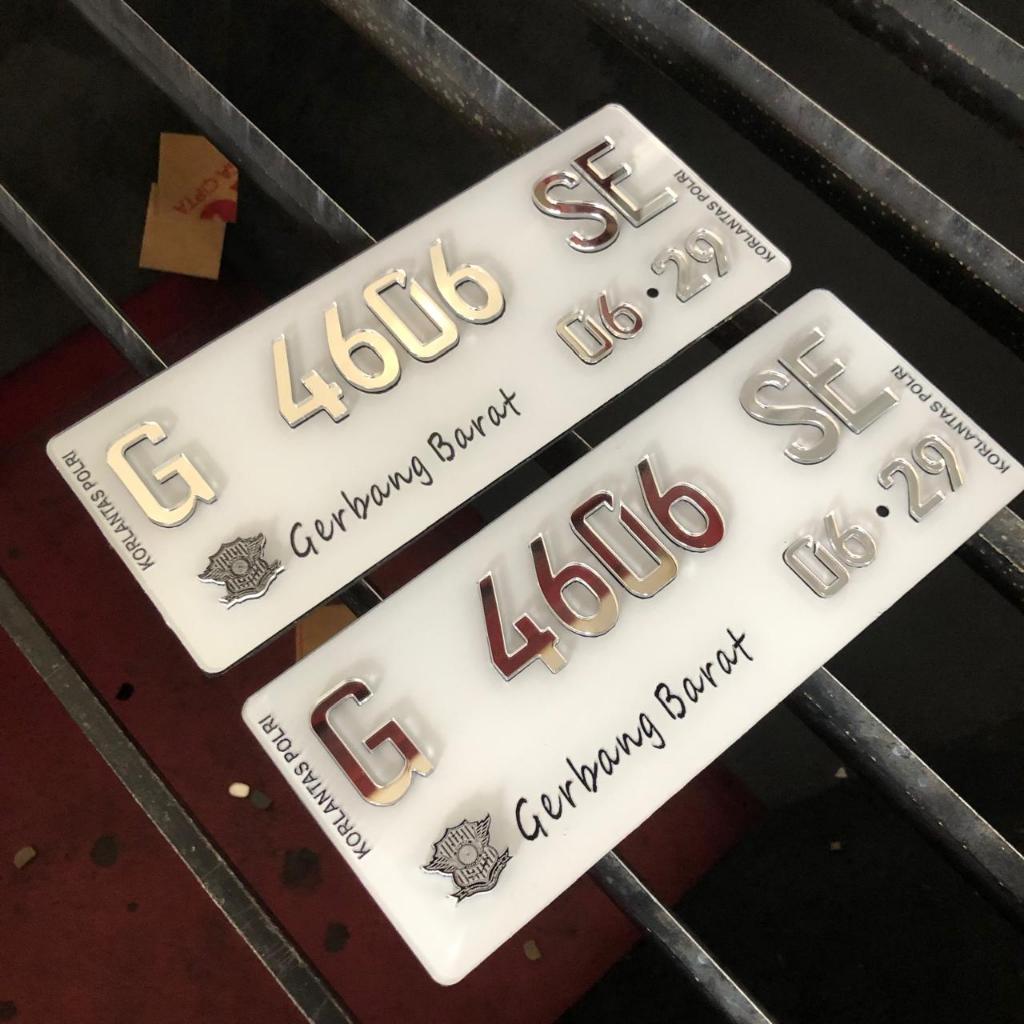 G 4606 SE
06 • 29
Gerbang Barat
KORLANTAS POLRI
KORLANTAS POLRI
G 4606 SE
06 • 29
Gerbang Barat
KORLANTAS POLRI
KORLANTAS POLRI
CIPTA